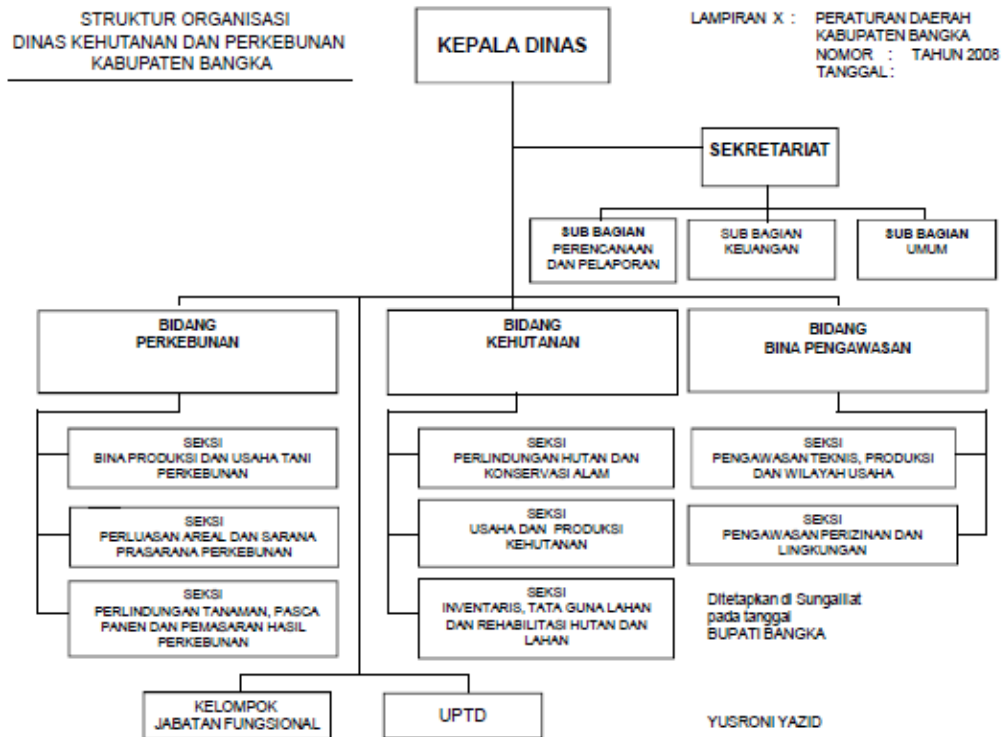 STRUKTUR ORGANISASI
DINAS KEHUTANAN DAN PERKEBUNAN
KABUPATEN BANGKA
LAMPIRAN X : PERATURAN DAERAH
KABUPATEN BANGKA
NOMOR : TAHUN 2008
TANGGAL :
KEPALA DINAS
SEKRETARIAT
SUB BAGIAN
PERENCANAAN
DAN PELAPORAN
SUB BAGIAN
KEUANGAN
SUB BAGIAN
UMUM
BIDANG
PERKEBUNAN
BIDANG
KEHUTANAN
BIDANG
BINA PENGAWASAN
SEKSI
BINA PRODUKSI DAN USAHA TANI
PERKEBUNAN
SEKSI
PERLINDUNGAN HUTAN DAN
KONSERVASI ALAM
SEKSI
PENGAWASAN TEKNIS, PRODUKSI
DAN WILAYAH USAHA
SEKSI
PERLUASAN AREAL DAN SARANA
PRASARANA PERKEBUNAN
SEKSI
USAHA DAN PRODUKSI
KEHUTANAN
SEKSI
PENGAWASAN PERIZINAN DAN
LINGKUNGAN
SEKSI
PERLINDUNGAN TANAMAN, PASCA
PANEN DAN PEMASARAN HASIL
PERKEBUNAN
SEKSI
INVENTARIS, TATA GUNA LAHAN
DAN REHABILITASI HUTAN DAN
LAHAN
Ditetapkan di Sungailiat
pada tanggal
BUPATI BANGKA
KELOMPOK
JABATAN FUNGSIONAL
UPTD
YUSRONI YAZID